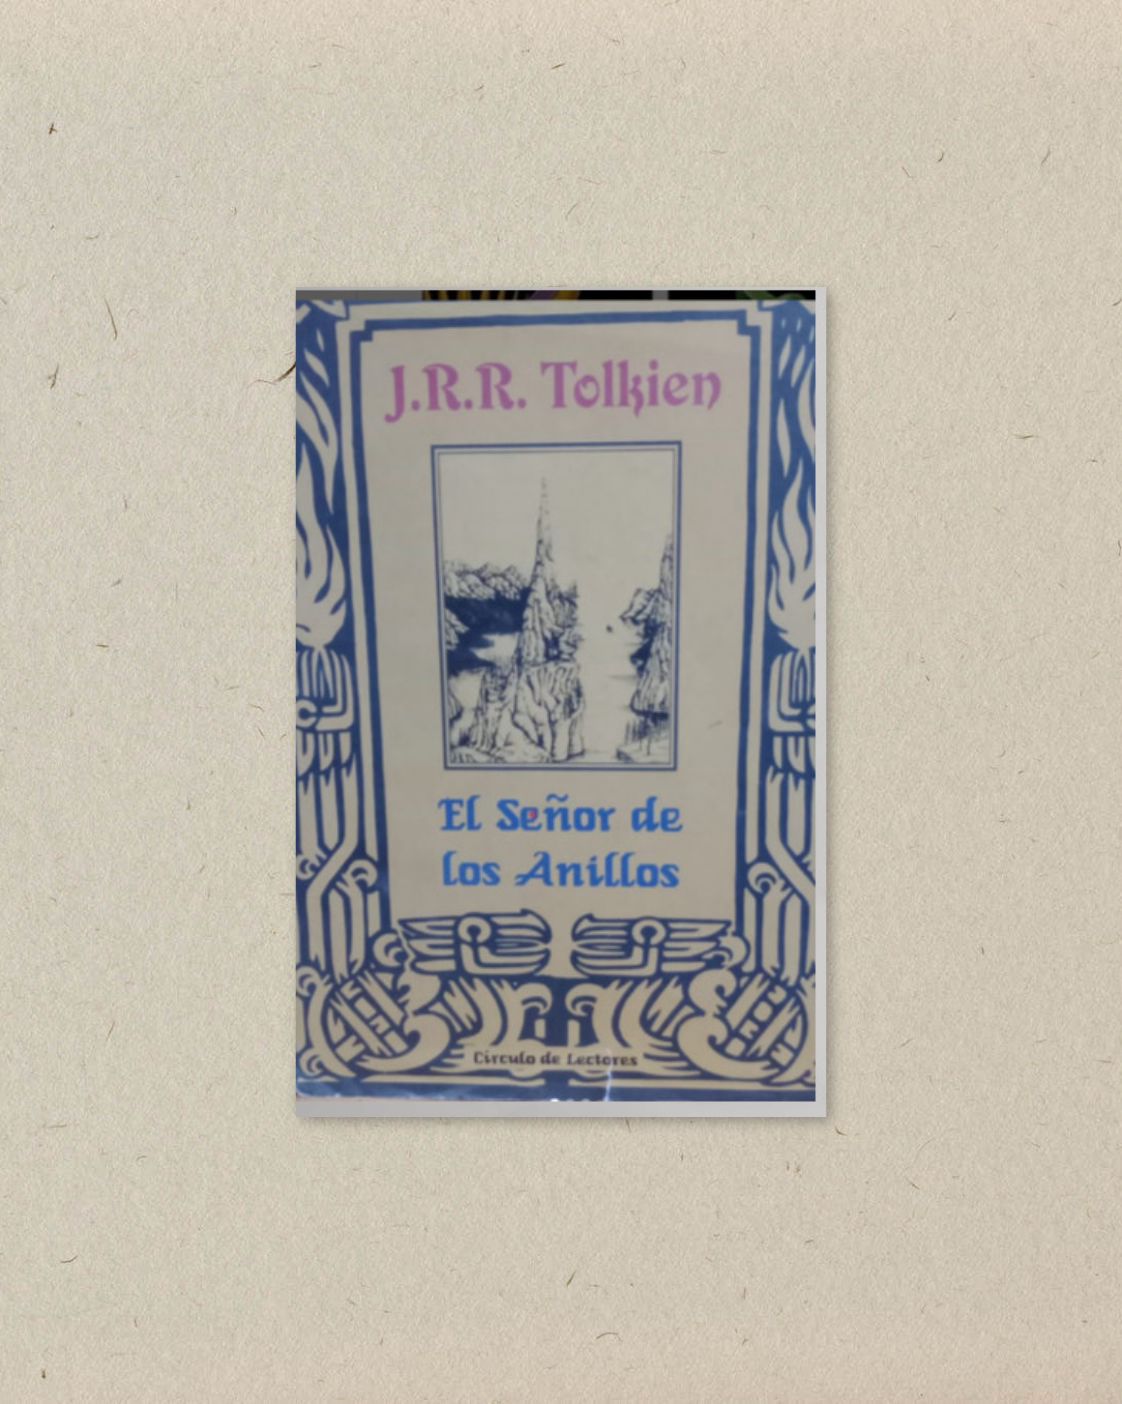 J.R.R. Tolkien
El Señor de
los Anillos
Círculo de Lectores